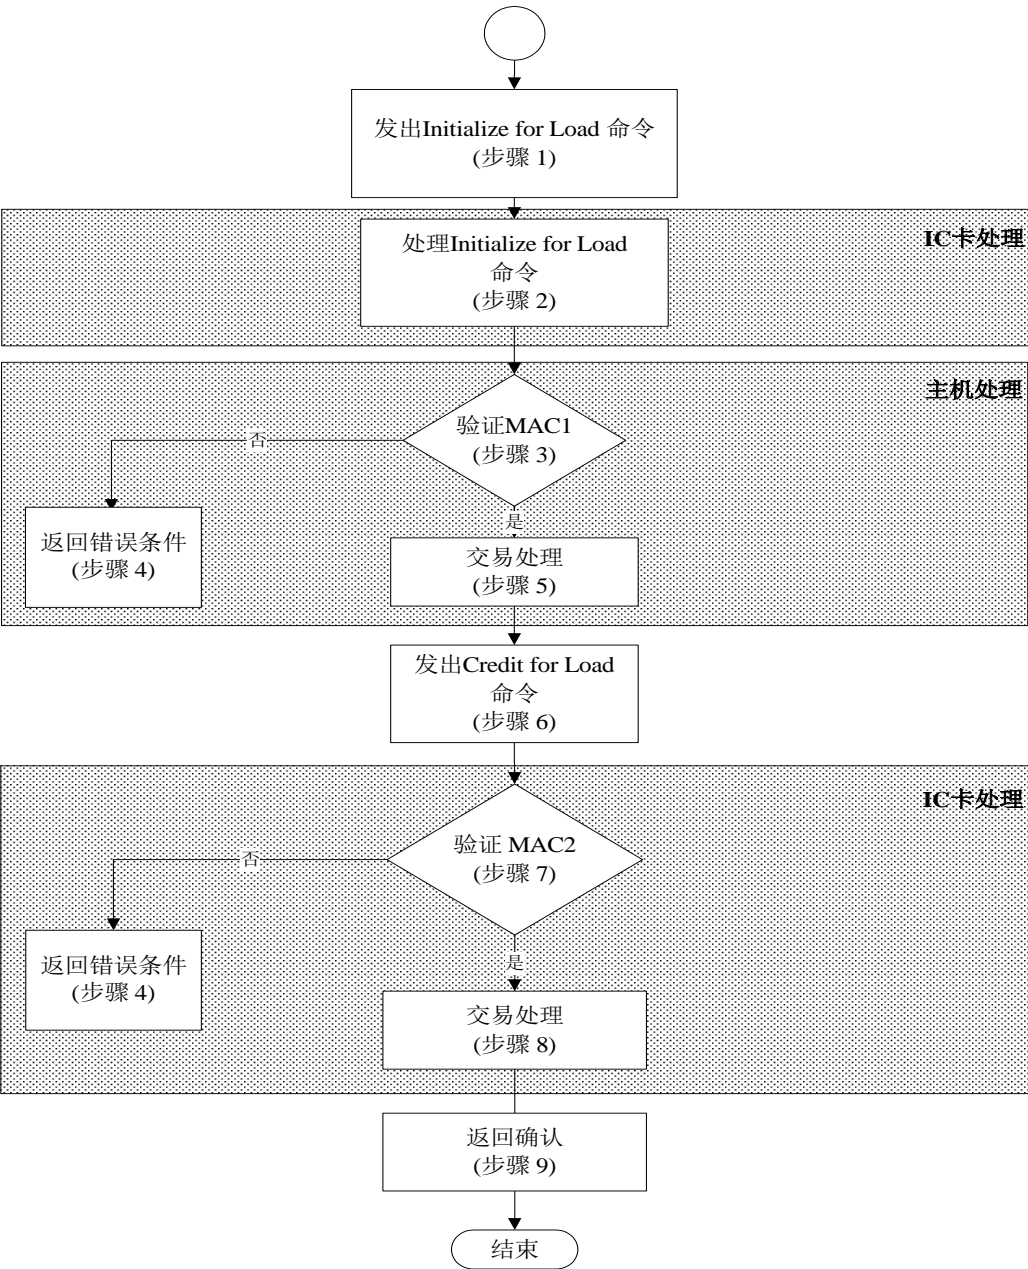 发出Initialize for Load 命令
(步骤 1)
IC卡处理
处理Initialize for Load
命令
(步骤 2)
主机处理
验证MAC1
(步骤 3)
否
是
返回错误条件
(步骤 4)
交易处理
(步骤 5)
发出Credit for Load
命令
(步骤 6)
IC卡处理
验证 MAC2
(步骤 7)
否
是
返回错误条件
(步骤 4)
交易处理
(步骤 8)
返回确认
(步骤 9)
结束